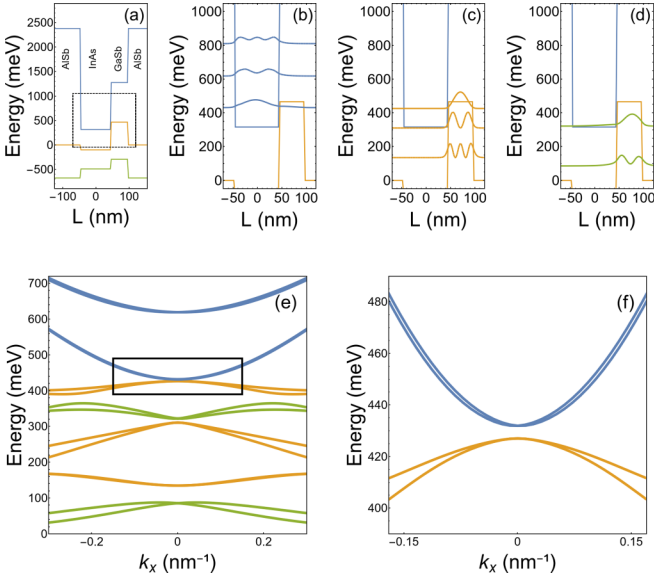 (a)
2500
2000
1500
1000
500
0
−500
Energy (meV)
AlSb
InAs
GaSb
AlSb
−100
0
100
L (nm)
(b)
1000
800
600
400
200
0
Energy (meV)
−50
0
50
100
L (nm)
(c)
1000
800
600
400
200
0
Energy (meV)
−50
0
50
100
L (nm)
(d)
1000
800
600
400
200
0
Energy (meV)
−50
0
50
100
L (nm)
(e)
700
600
500
400
300
200
100
0
Energy (meV)
−0.2
0
0.2
kₓ (nm⁻¹)
(f)
480
460
440
420
400
Energy (meV)
−0.15
0
0.15
kₓ (nm⁻¹)